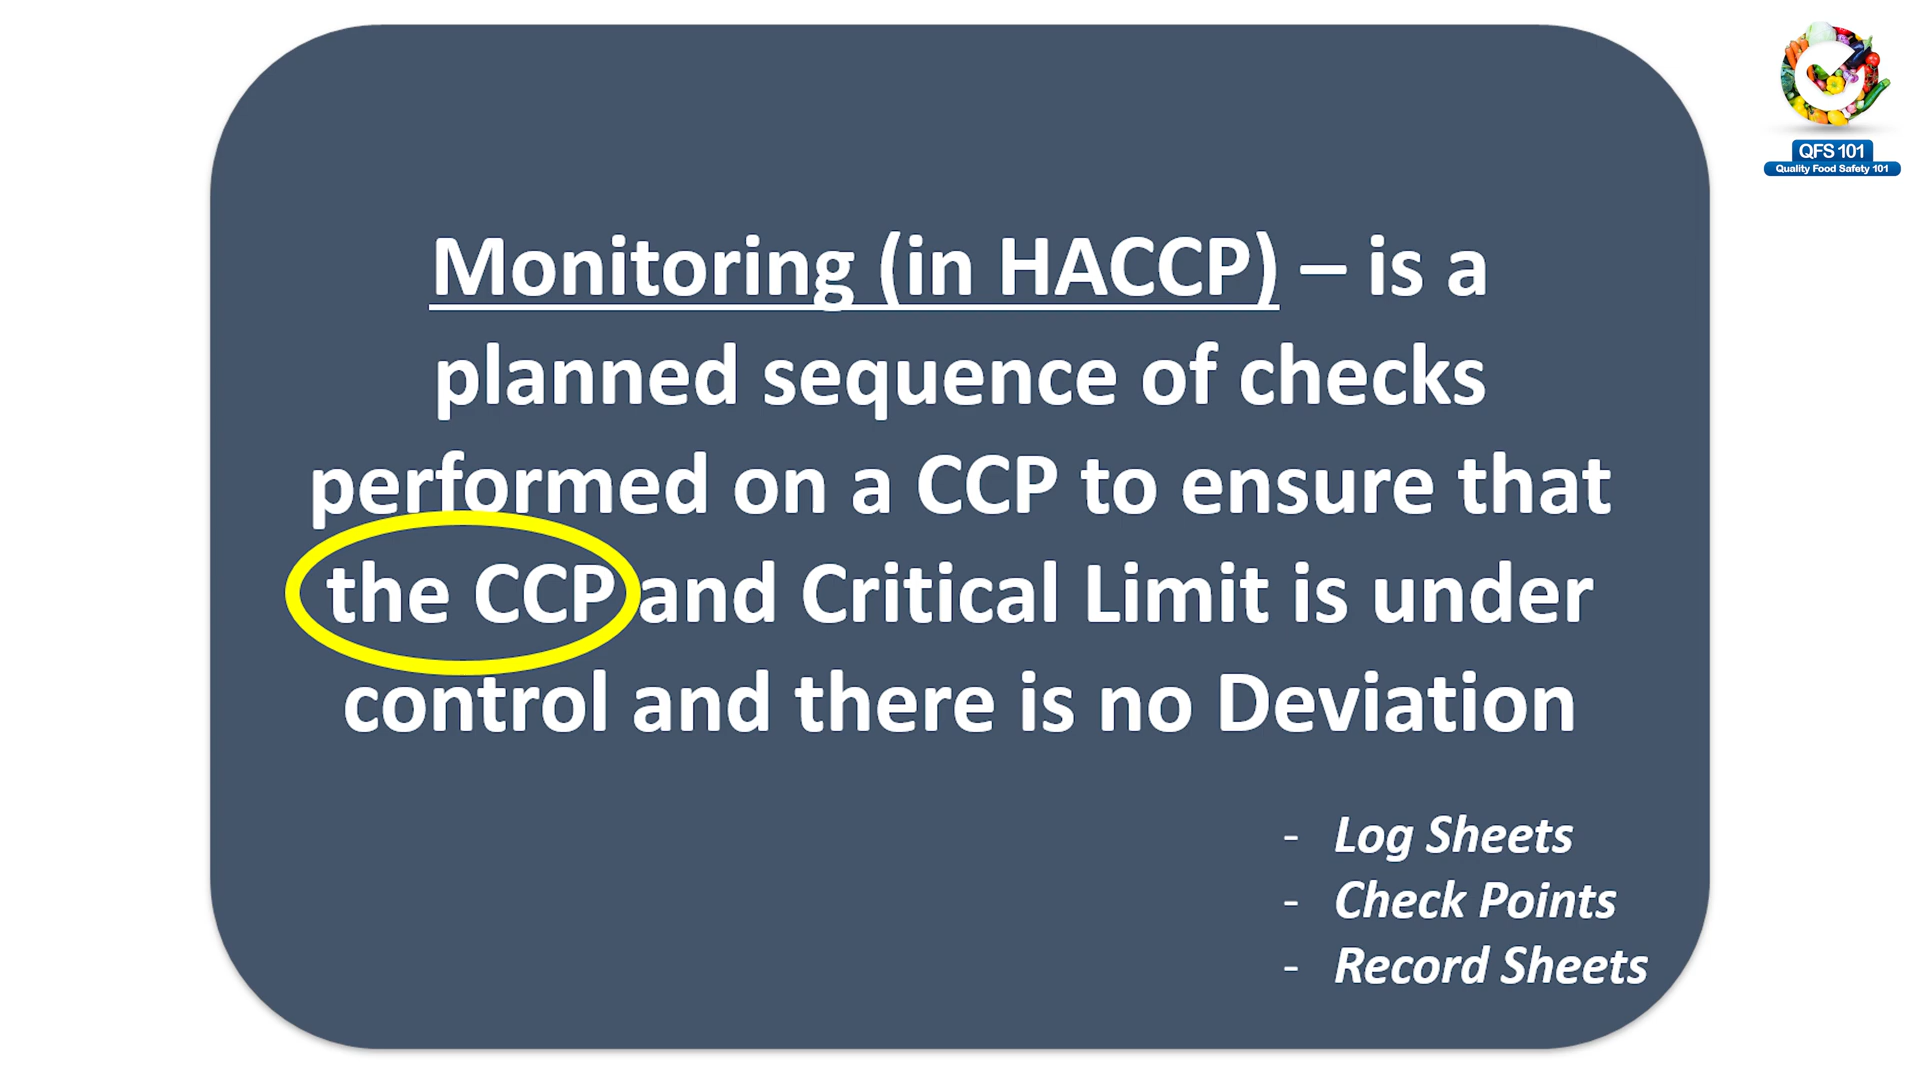 QFS 101
Quality Food Safety 101
Monitoring (in HACCP) – is a
planned sequence of checks
performed on a CCP to ensure that
the CCP and Critical Limit is under
control and there is no Deviation
- Log Sheets
- Check Points
- Record Sheets